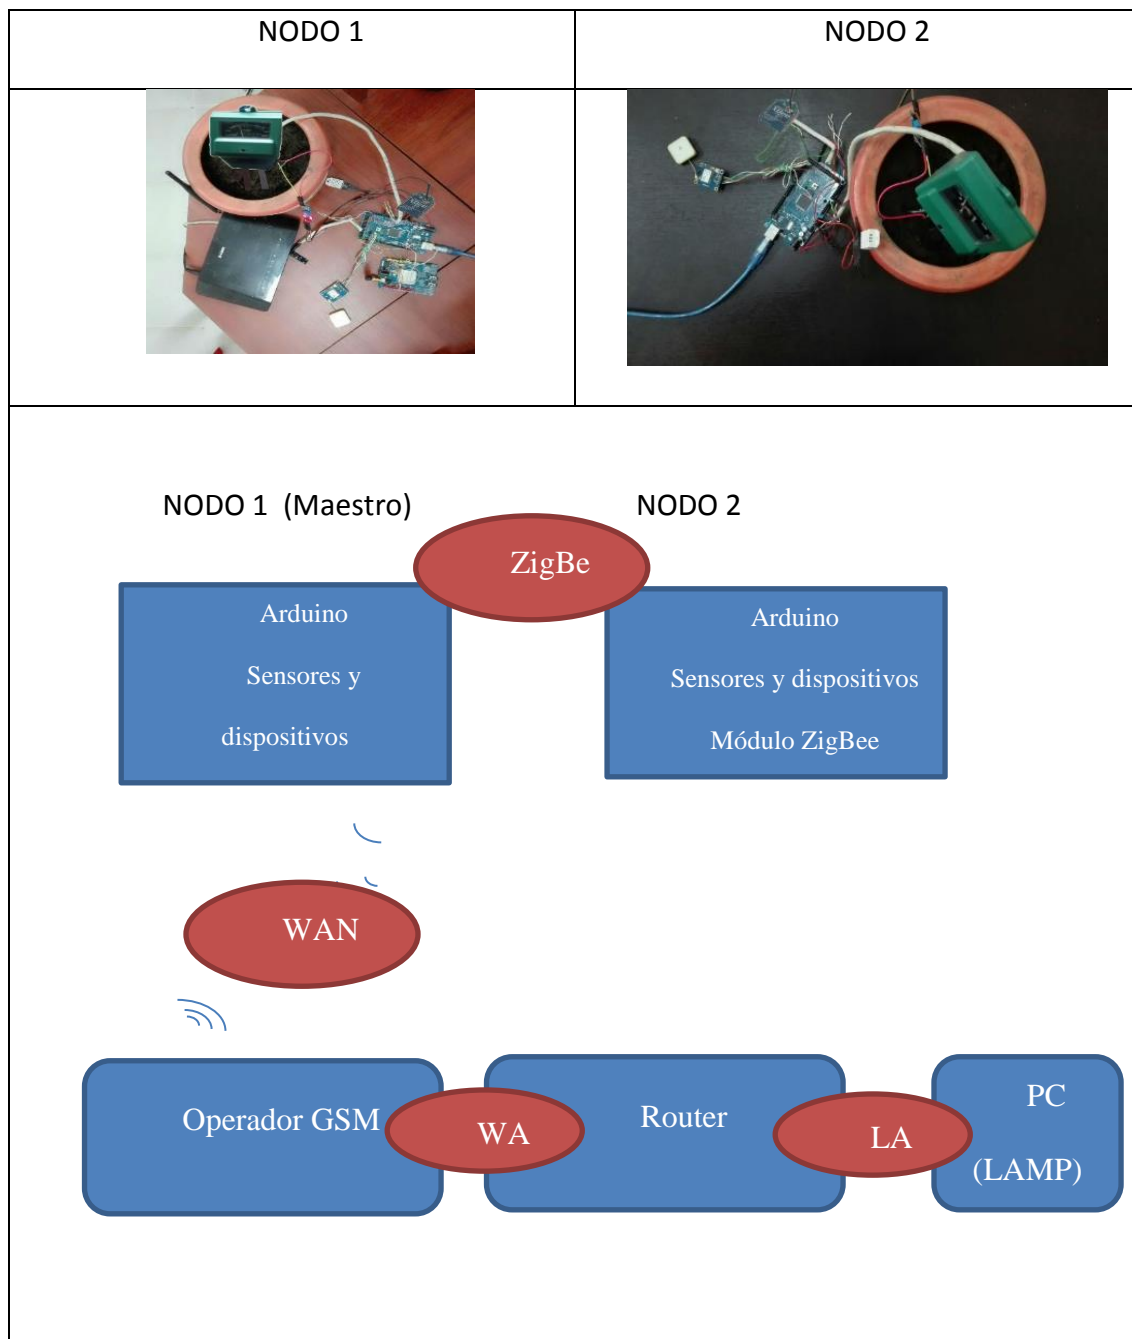 NODO 1
NODO 2
NODO 1 (Maestro)
NODO 2
ZigBe
Arduino
Sensores y
dispositivos
Arduino
Sensores y dispositivos
Módulo ZigBee
WAN
Operador GSM
WA
Router
LA
PC
(LAMP)